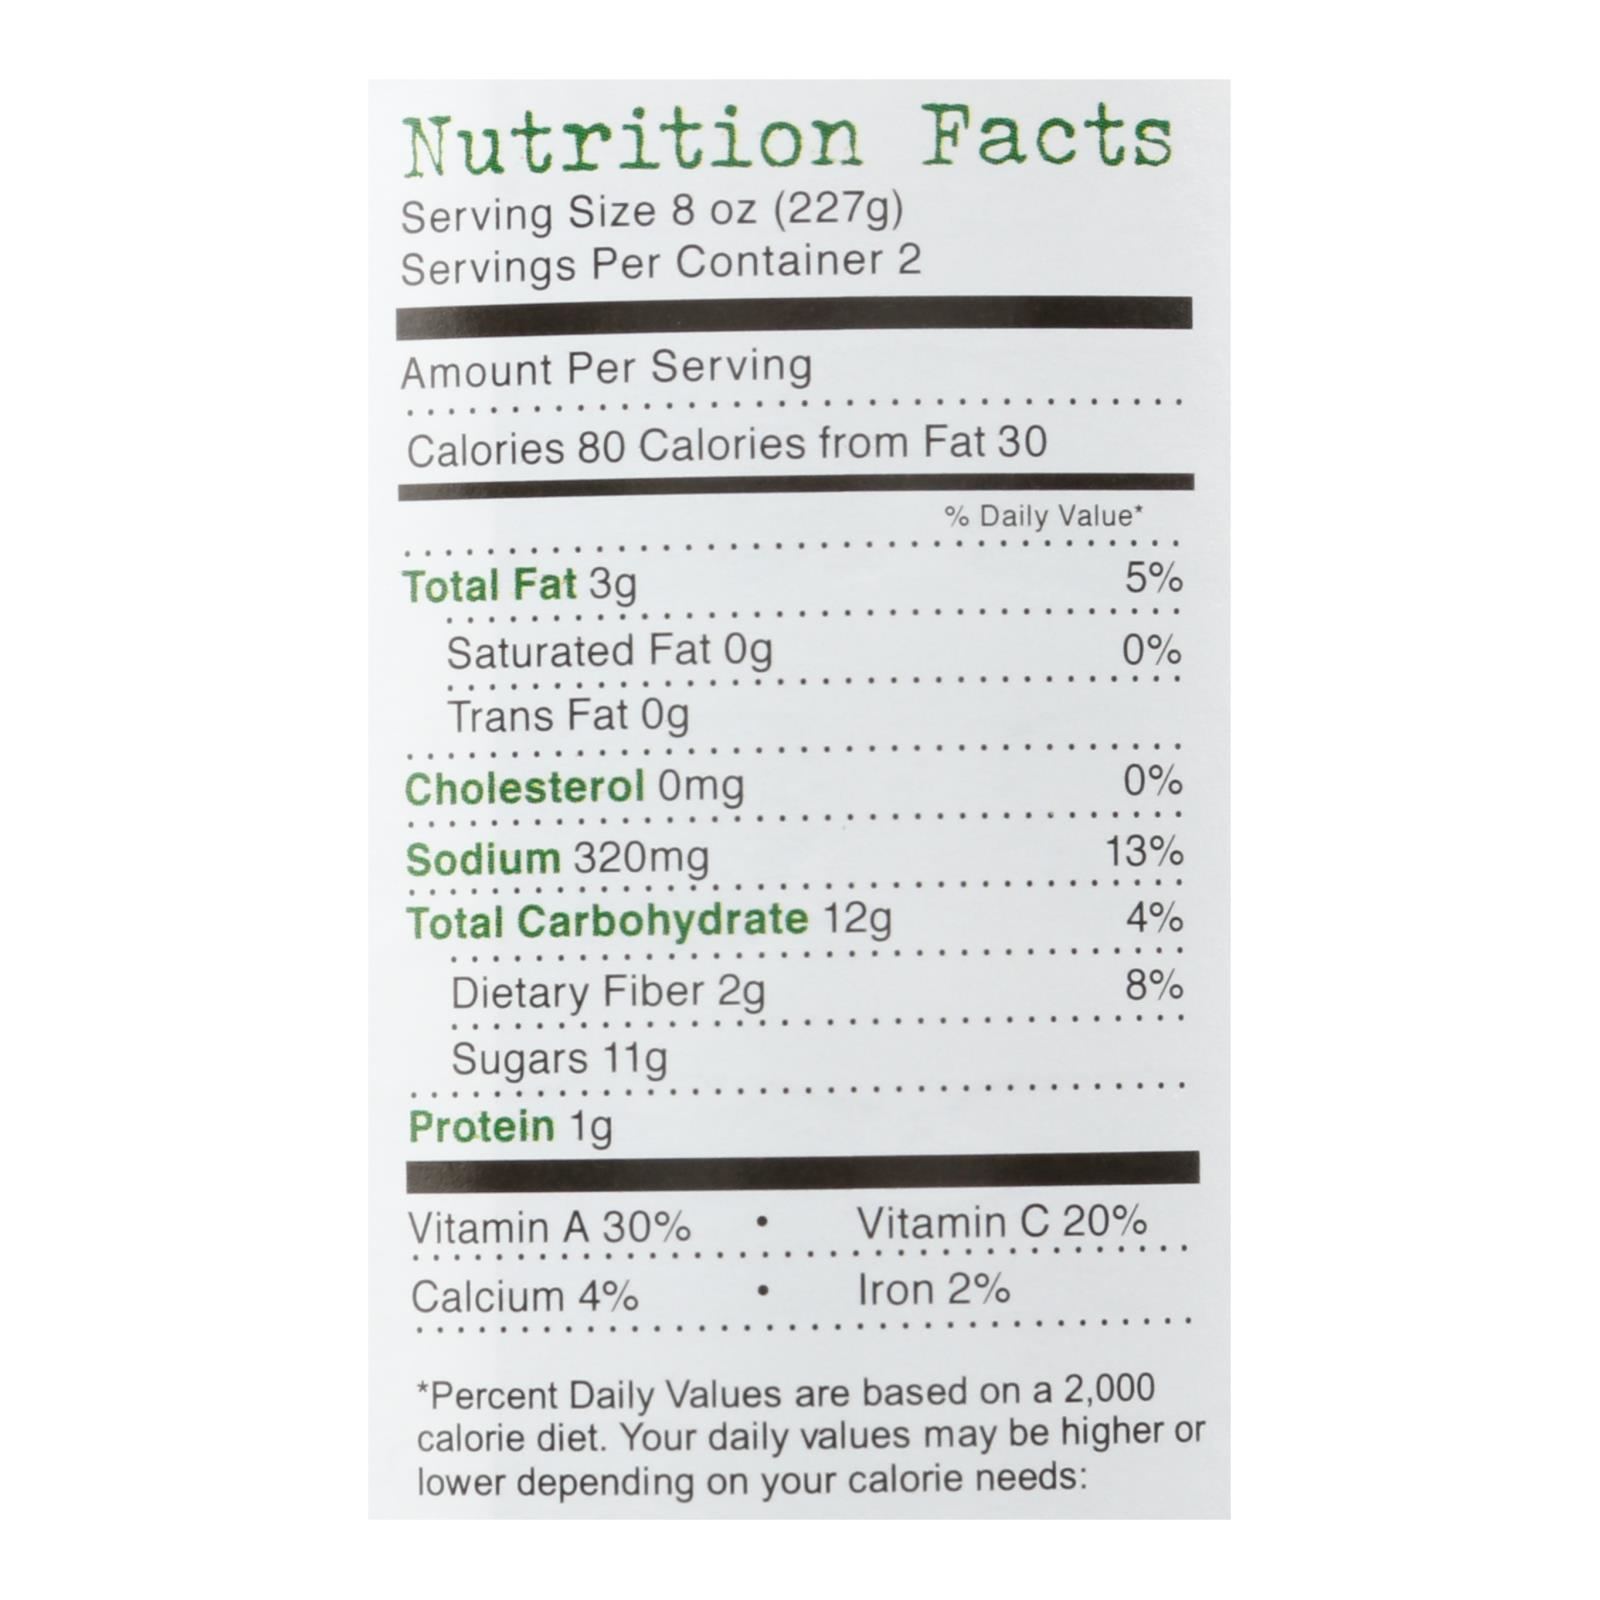 Nutrition Facts
Serving Size 8 oz (227g)
Servings Per Container 2
Amount Per Serving
Calories 80 Calories from Fat 30
% Daily Value*
Total Fat 3g 5%
Saturated Fat 0g 0%
Trans Fat 0g
Cholesterol 0mg 0%
Sodium 320mg 13%
Total Carbohydrate 12g 4%
Dietary Fiber 2g 8%
Sugars 11g
Protein 1g
Vitamin A 30% • Vitamin C 20%
Calcium 4% • Iron 2%
*Percent Daily Values are based on a 2,000
calorie diet. Your daily values may be higher or
lower depending on your calorie needs: